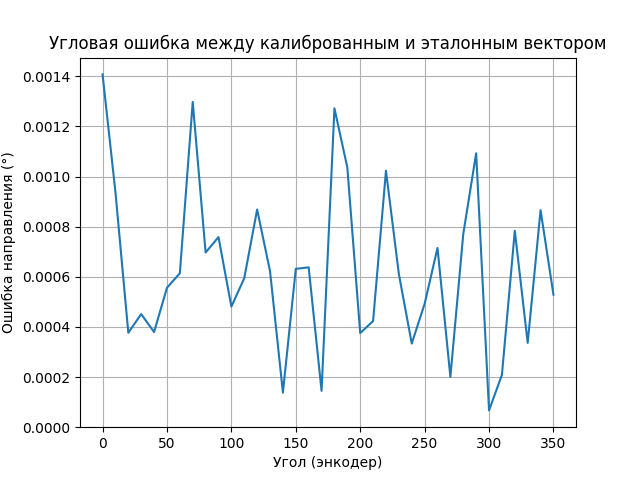 Угловая ошибка между калиброванным и эталонным вектором
Ошибка направления (°)
0.0014
0.0012
0.0010
0.0008
0.0006
0.0004
0.0002
0.0000
0 50 100 150 200 250 300 350
Угол (энкодер)